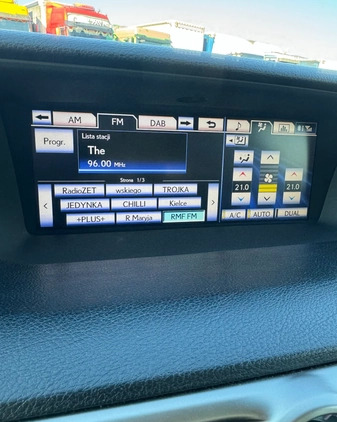 AM FM DAB
Lista stacji
Progr. The
96.00 MHz
Strona 1/3
21.0 21.0
RadioZET wskiego TROJKA
JEDYNKA CHILLI Kielce
+PLUS+ R Maryja RMF FM
A/C AUTO DUAL